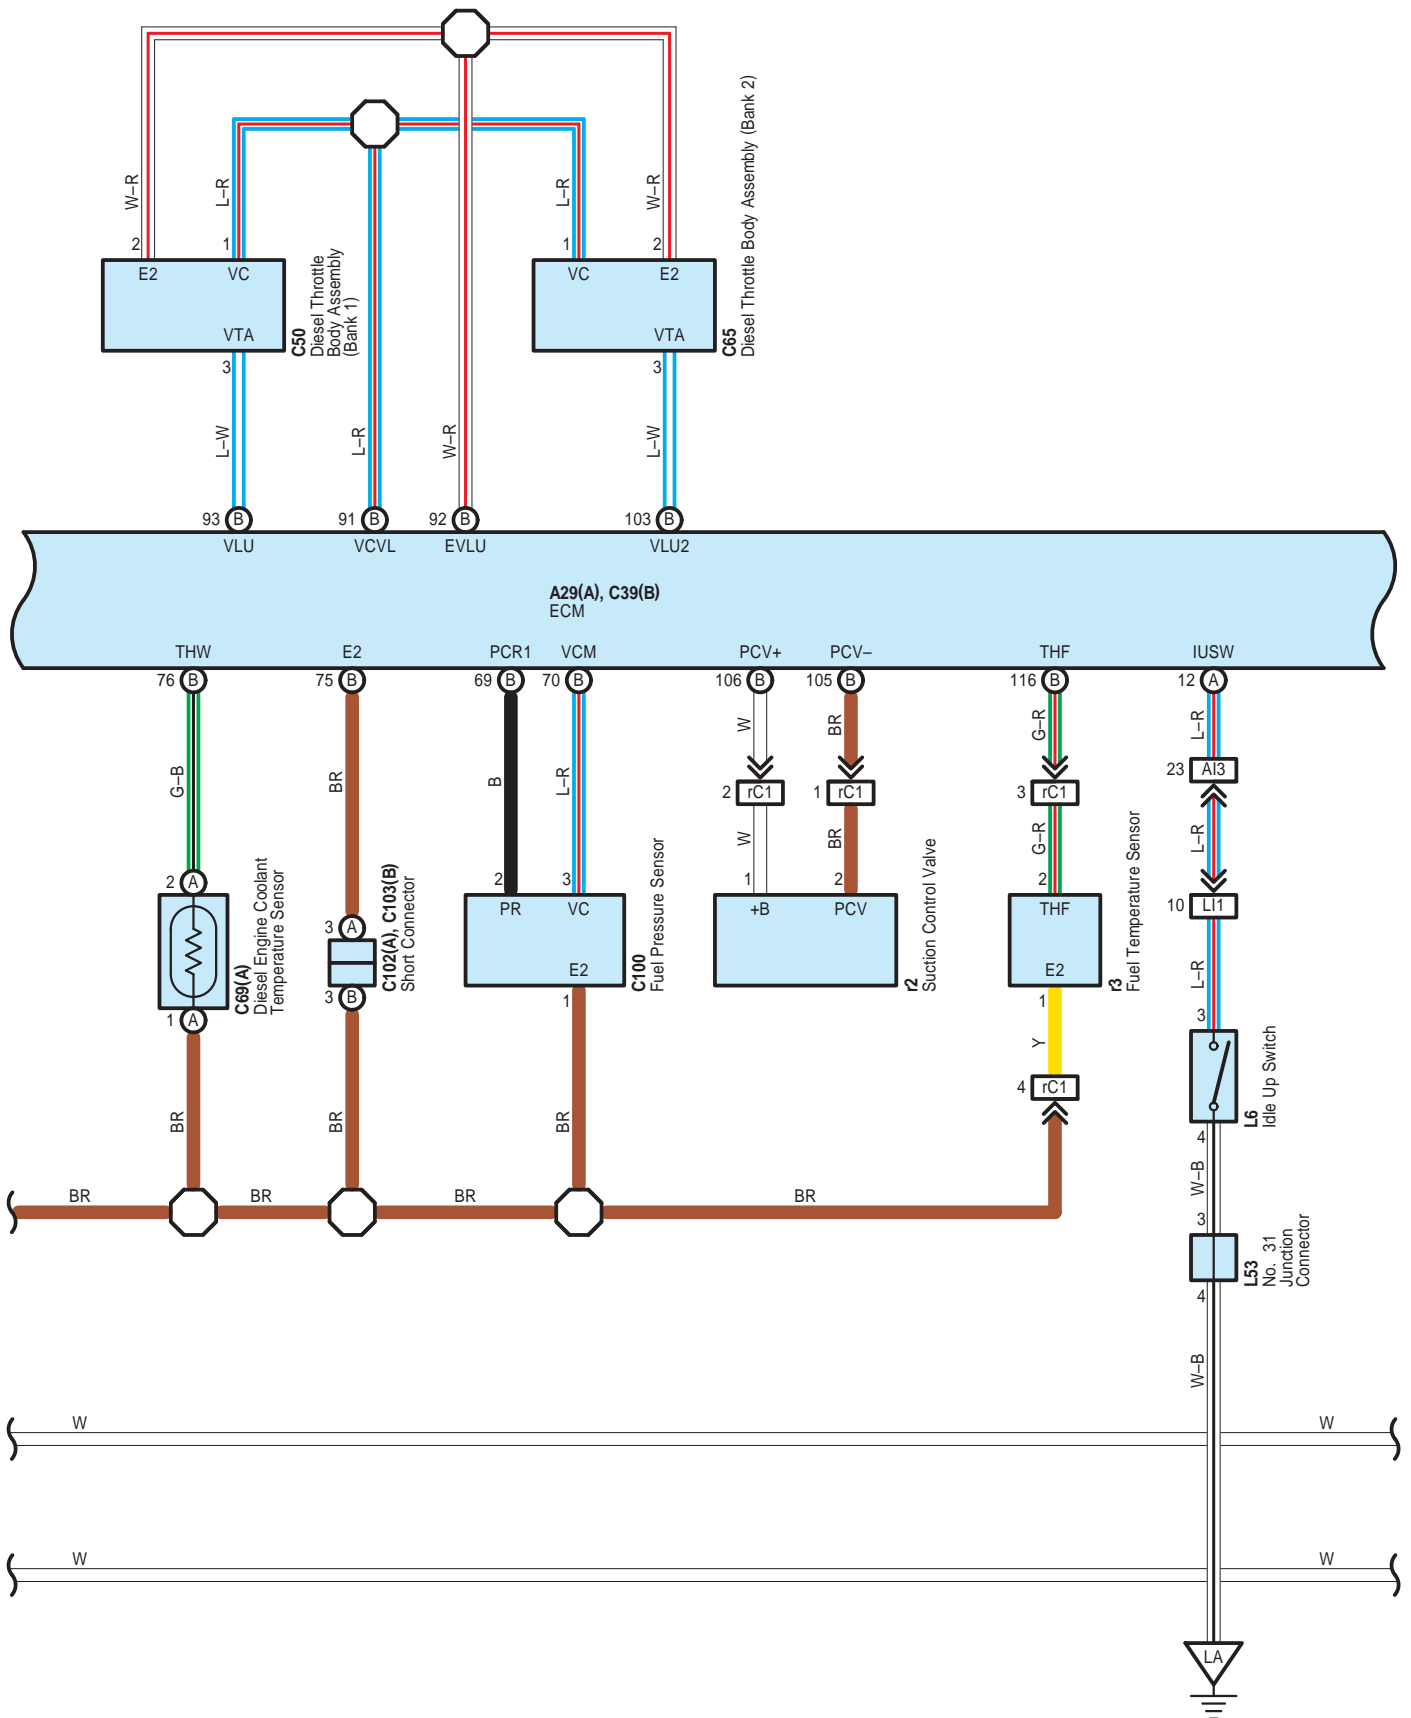 W–R
L–R
L–R
W–R
2
1
1
2
E2
VC
VTA
3
C50
Diesel Throttle
Body Assembly
(Bank 1)
VC
E2
VTA
3
C65
Diesel Throttle Body Assembly (Bank 2)
L–W
L–R
W–R
L–W
93 B
91 B
92 B
103 B
VLU
VCVL
EVLU
VLU2
A29(A), C39(B)
ECM
THW
E2
PCR1
VCM
PCV+
PCV–
THF
IUSW
76 B
75 B
69 B
70 B
106 B
105 B
116 B
12 A
G–B
BR
B
L–R
W
BR
G–R
L–R
23 AI3
2 rC1
1 rC1
3 rC1
W
BR
G–R
L–R
2 A
2
3
1
2
2
10 LI1
C69(A)
Diesel Engine Coolant
Temperature Sensor
1 A
3 A
3 B
C102(A), C103(B)
Short Connector
PR
VC
E2
1
C100
Fuel Pressure Sensor
+B
PCV
r2
Suction Control Valve
THF
E2
1
r3
Fuel Temperature Sensor
L–R
3
L6
Idle Up Switch
4
Y
4 rC1
BR
BR
BR
W–B
BR
BR
BR
BR
3
L53
No. 31
Junction
Connector
4
W–B
W
W
W
W
LA